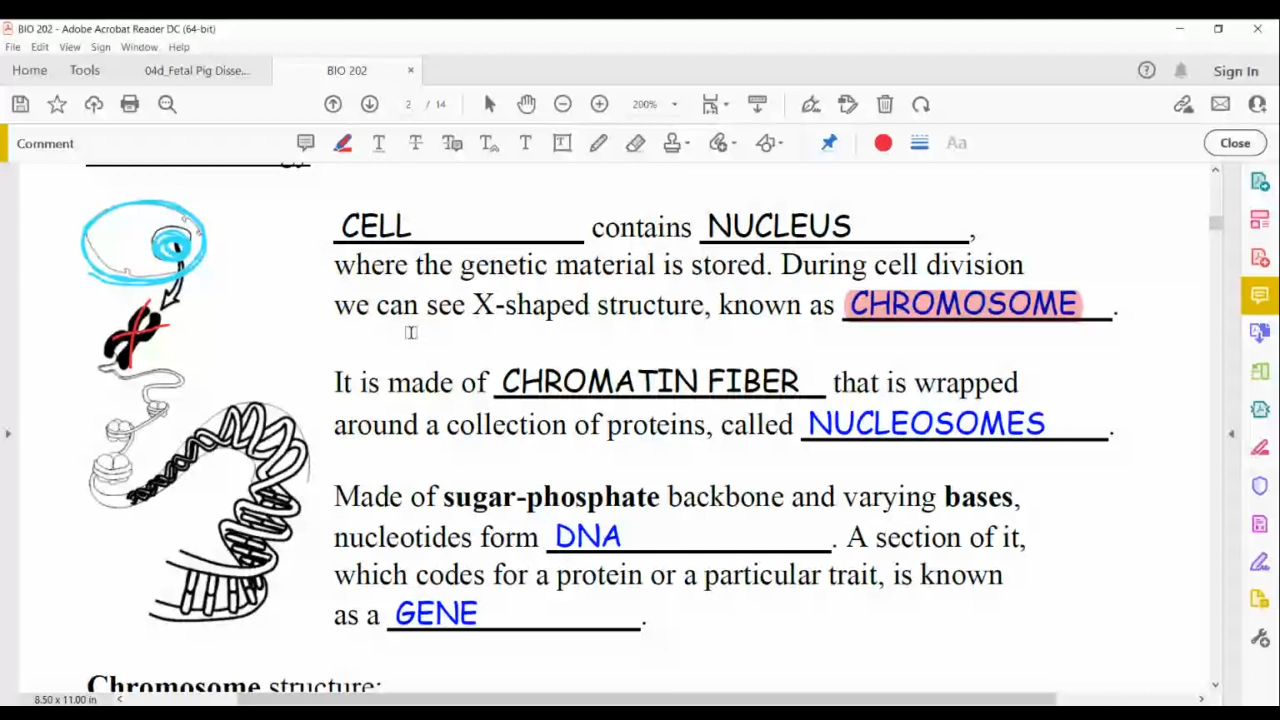 BIO 202 - Adobe Acrobat Reader DC (64-bit)
File Edit View Sign Window Help
Home Tools 04d_Fetal Pig Disse... BIO 202 × Sign In
2 / 14 200%
Comment Aa Close
CELL contains NUCLEUS,
where the genetic material is stored. During cell division
we can see X-shaped structure, known as CHROMOSOME.
It is made of CHROMATIN FIBER that is wrapped
around a collection of proteins, called NUCLEOSOMES.
Made of sugar-phosphate backbone and varying bases,
nucleotides form DNA. A section of it,
which codes for a protein or a particular trait, is known
as a GENE.
Chromosome structure:
8.50 x 11.00 in